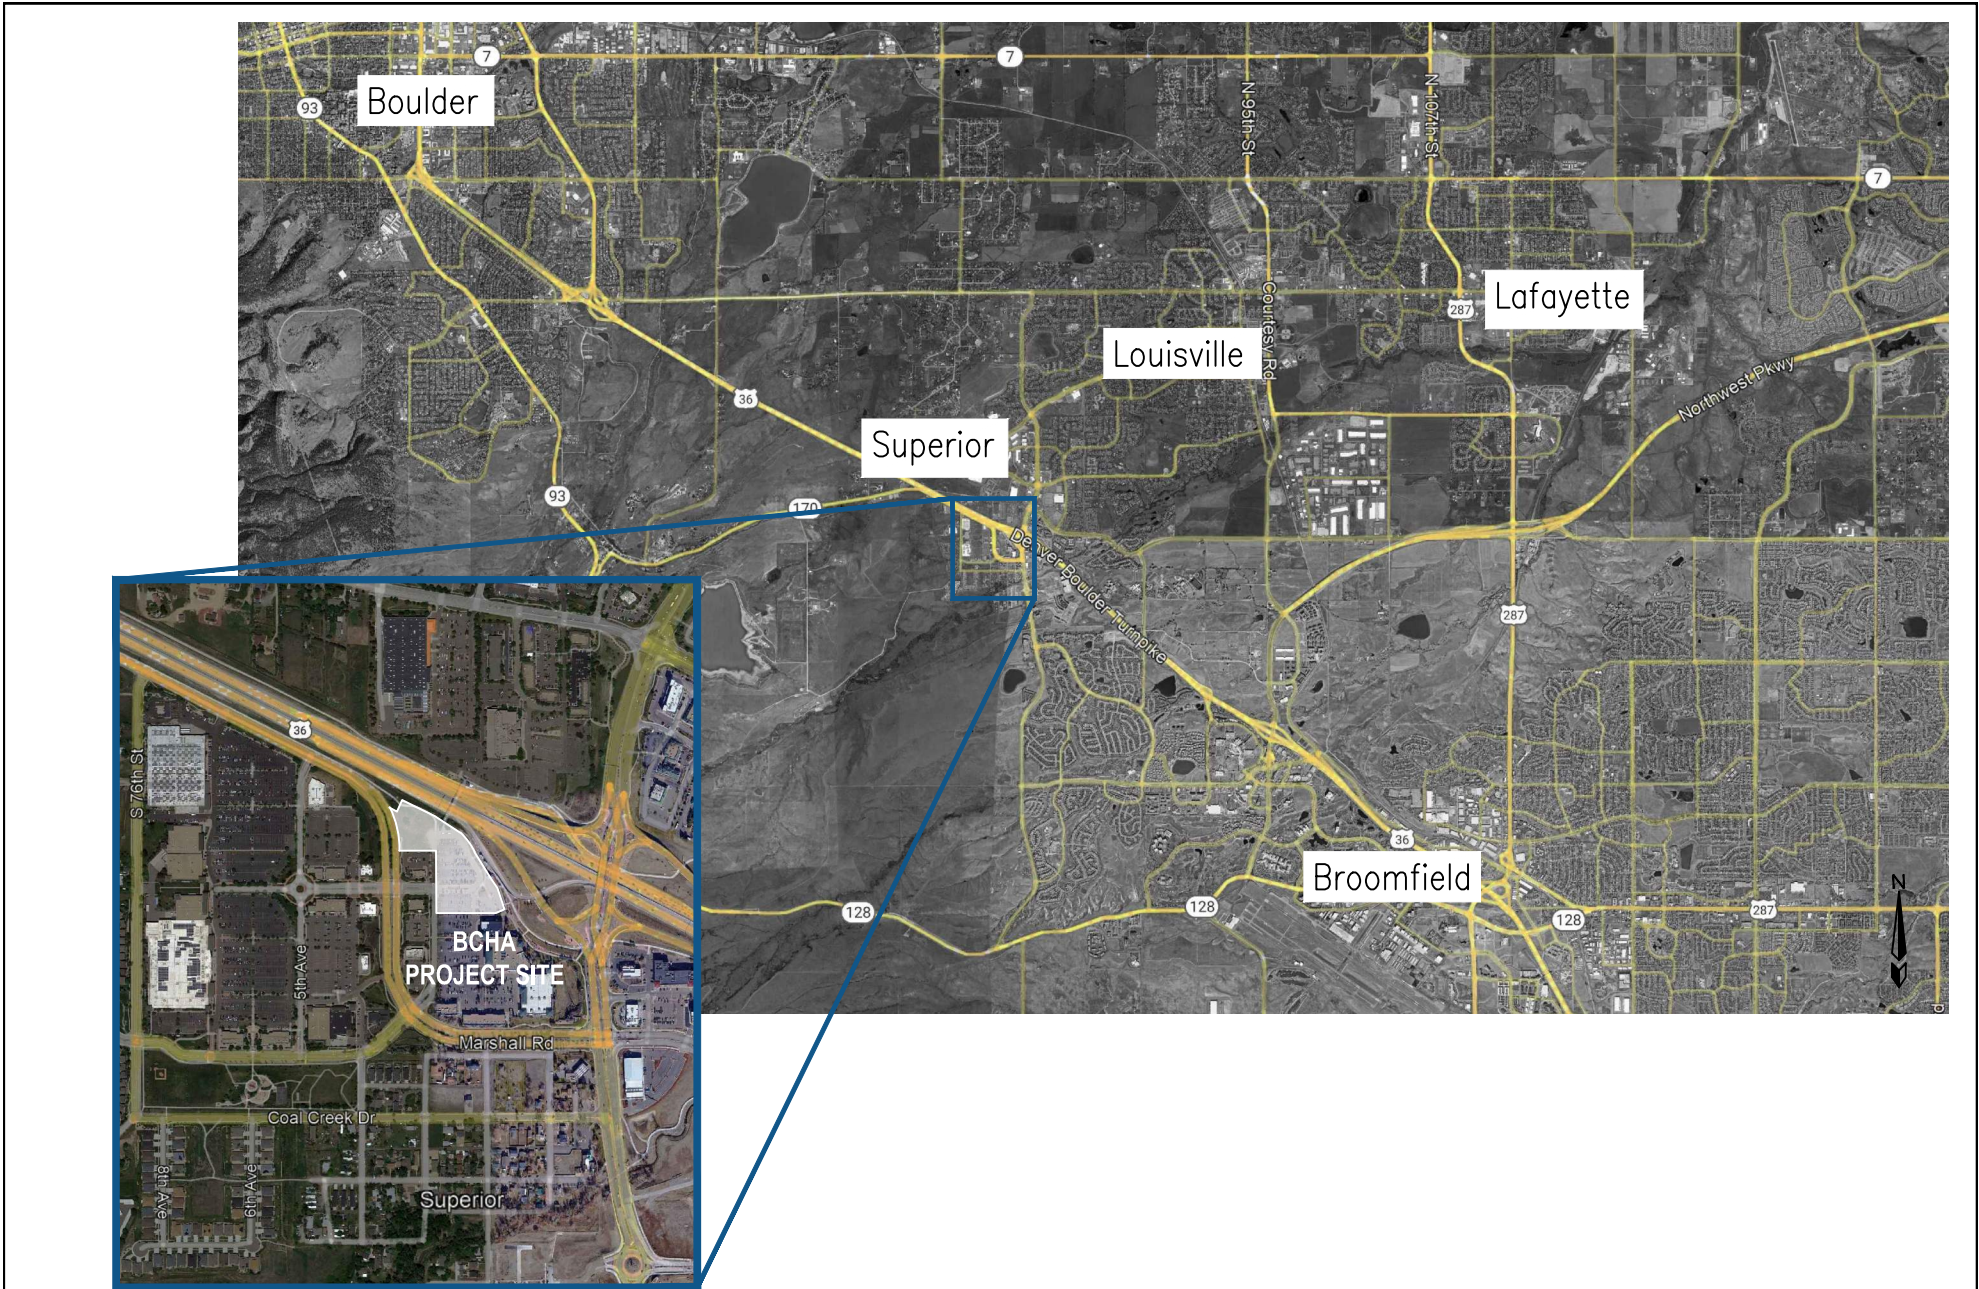 7
7
93
Boulder
N 95th St
N 107th St
7
287
Lafayette
Courtesy Rd
Louisville
36
Northwest Pkwy
Superior
93
170
Denver Boulder Turnpike
287
36
Broomfield
128
128
128
287
N
36
S 76th St
BCHA
PROJECT SITE
5th Ave
Marshall Rd
Coal Creek Dr
8th Ave
6th Ave
Superior